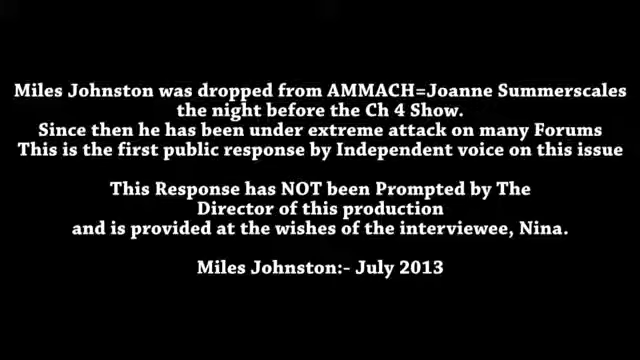 Miles Johnston was dropped from AMMACH=Joanne Summerscales
the night before the Ch 4 Show.
Since then he has been under extreme attack on many Forums
This is the first public response by Independent voice on this issue
This Response has NOT been Prompted by The
Director of this production
and is provided at the wishes of the interviewee, Nina.
Miles Johnston:- July 2013